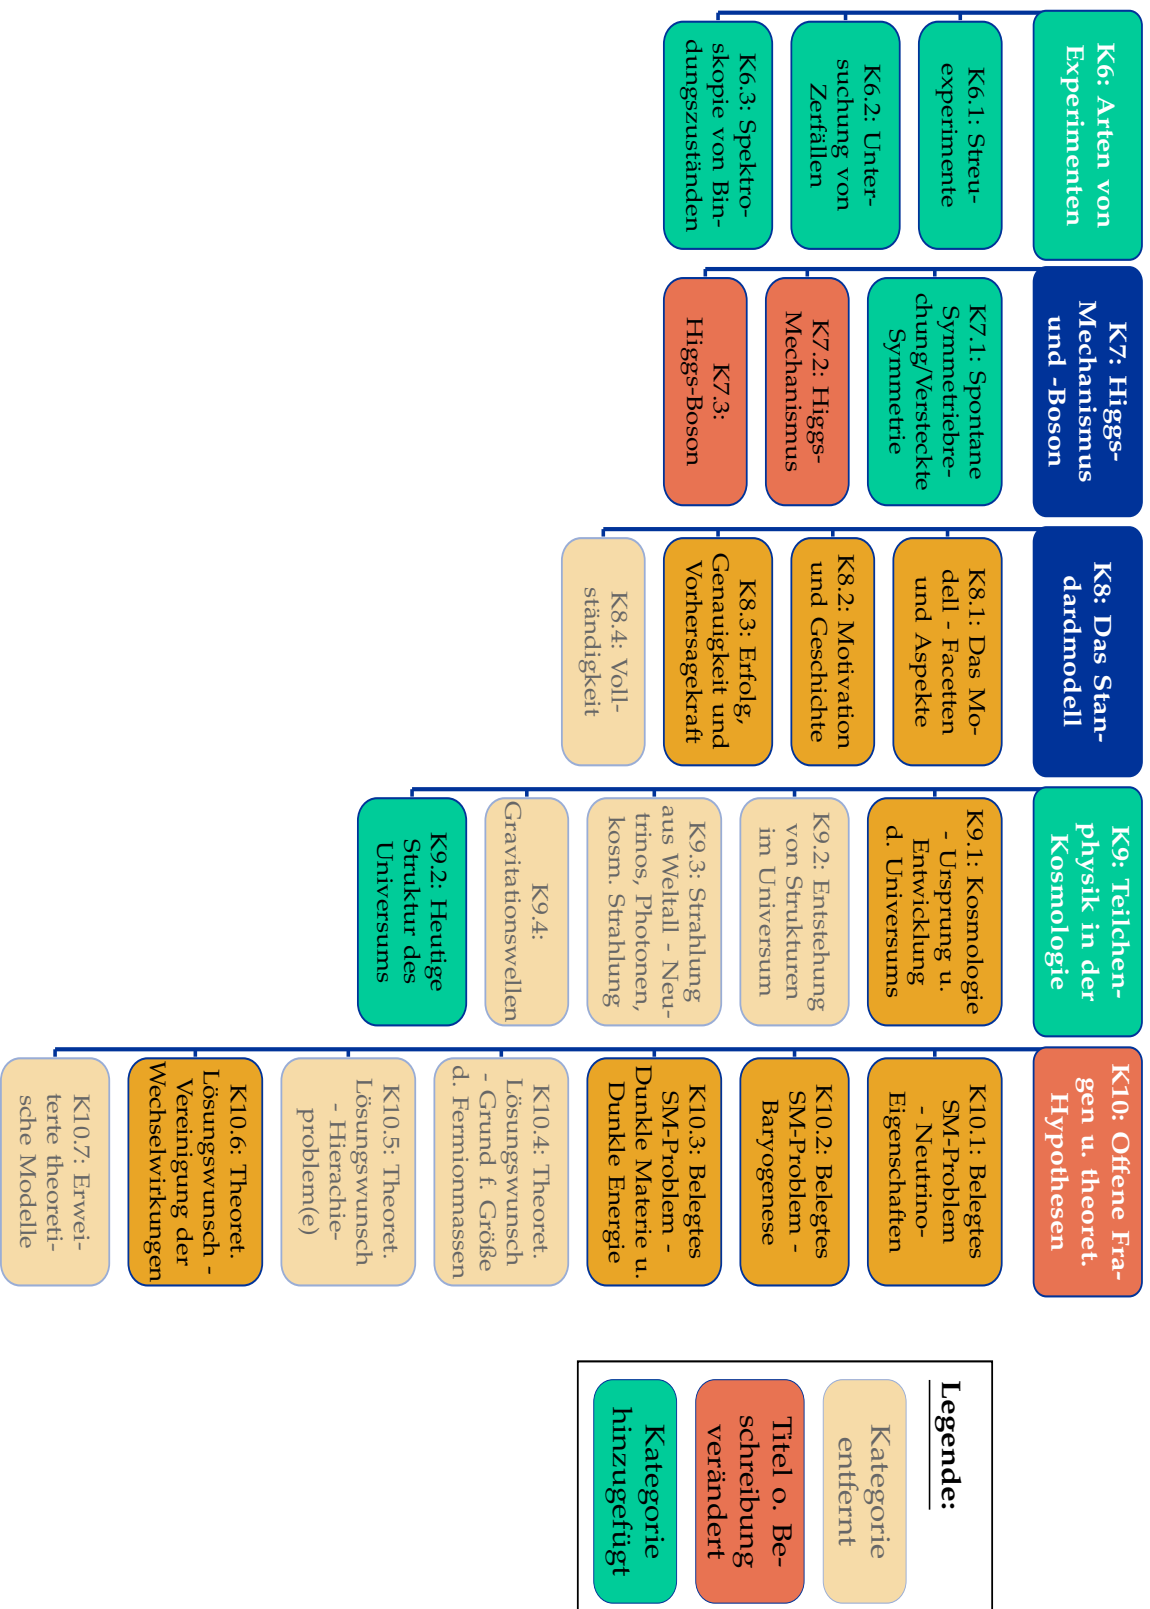 K6: Arten von
Experimenten
K6.1: Streu-
experimente
K6.2: Unter-
suchung von
Zerfällen
K6.3: Spektro-
skopie von Bin-
dungszuständen
K7: Higgs-
Mechanismus
und -Boson
K7.1: Spontane
Symmetriebre-
chung/Versteckte
Symmetrie
K7.2: Higgs-
Mechanismus
K7.3:
Higgs-Boson
K8: Das Stan-
dardmodell
K8.1: Das Mo-
dell - Facetten
und Aspekte
K8.2: Motivation
und Geschichte
K8.3: Erfolg,
Genauigkeit und
Vorhersagekraft
K8.4: Voll-
ständigkeit
K9: Teilchen-
physik in der
Kosmologie
K9.1: Kosmologie
- Ursprung u.
Entwicklung
d. Universums
K9.2: Entstehung
von Strukturen
im Universum
K9.3: Strahlung
aus Weltall - Neu-
trinos, Photonen,
kosm. Strahlung
K9.4:
Gravitationswellen
K9.2: Heutige
Struktur des
Universums
K10: Offene Fra-
gen u. theoret.
Hypothesen
K10.1: Belegtes
SM-Problem
- Neutrino-
Eigenschaften
K10.2: Belegtes
SM-Problem -
Baryogenese
K10.3: Belegtes
SM-Problem -
Dunkle Materie u.
Dunkle Energie
K10.4: Theoret.
Lösungswunsch
- Grund f. Größe
d. Fermionmassen
K10.5: Theoret.
Lösungswunsch
- Hierachie-
problem(e)
K10.6: Theoret.
Lösungswunsch -
Vereinigung der
Wechselwirkungen
K10.7: Erwei-
terte theoreti-
sche Modelle
Legende:
Kategorie
entfernt
Titel o. Be-
schreibung
verändert
Kategorie
hinzugefügt